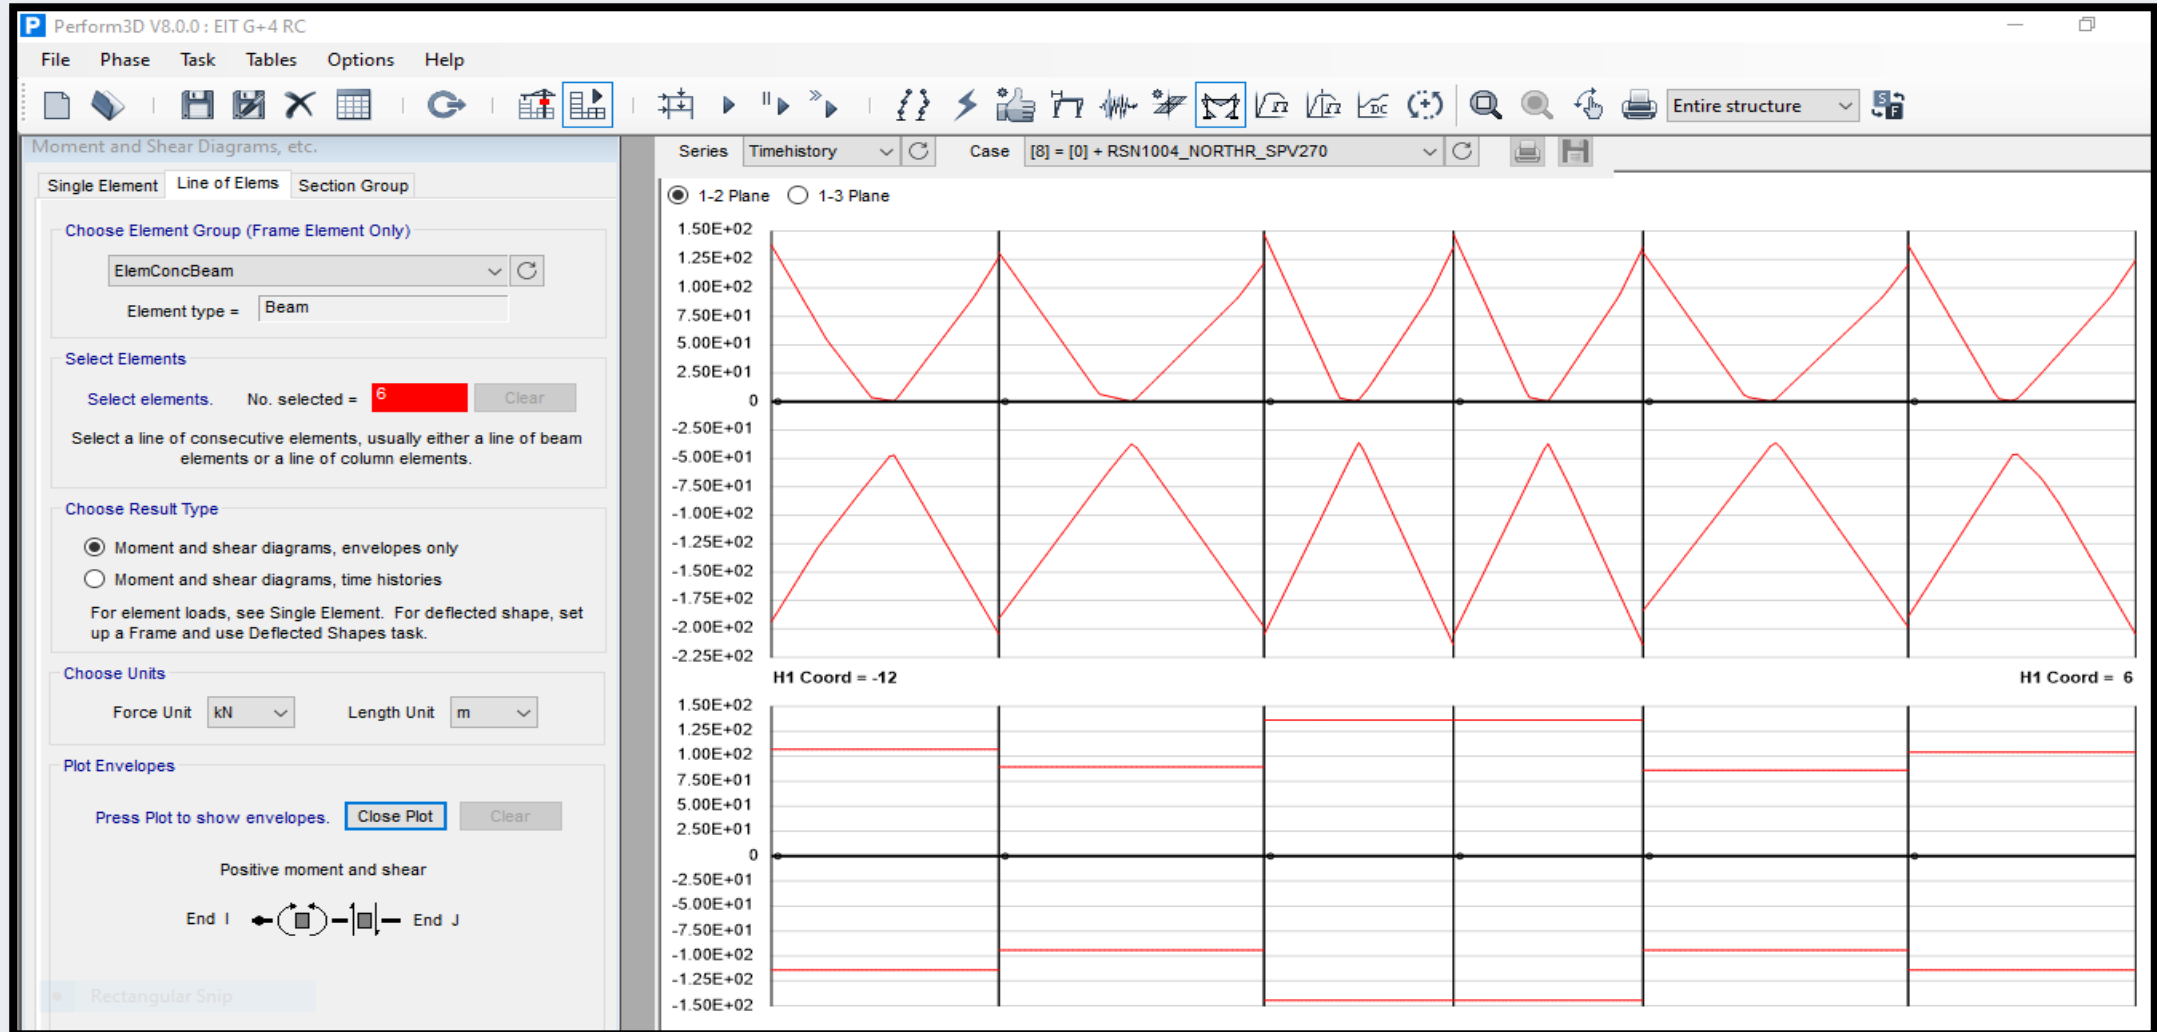 Perform3D V8.0.0 : EIT G+4 RC
File Phase Task Tables Options Help
Entire structure
Moment and Shear Diagrams, etc.
Single Element Line of Elems Section Group
Choose Element Group (Frame Element Only)
ElemConcBeam
Element type = Beam
Select Elements
Select elements. No. selected = 6 Clear
Select a line of consecutive elements, usually either a line of beam
elements or a line of column elements.
Choose Result Type
Moment and shear diagrams, envelopes only
Moment and shear diagrams, time histories
For element loads, see Single Element. For deflected shape, set
up a Frame and use Deflected Shapes task.
Choose Units
Force Unit kN Length Unit m
Plot Envelopes
Press Plot to show envelopes. Close Plot Clear
Positive moment and shear
End I End J
Rectangular Snip
Series Timehistory Case [8] = [0] + RSN1004_NORTHR_SPV270
1-2 Plane 1-3 Plane
1.50E+02
1.25E+02
1.00E+02
7.50E+01
5.00E+01
2.50E+01
0
-2.50E+01
-5.00E+01
-7.50E+01
-1.00E+02
-1.25E+02
-1.50E+02
-1.75E+02
-2.00E+02
-2.25E+02
H1 Coord = -12 H1 Coord = 6
1.50E+02
1.25E+02
1.00E+02
7.50E+01
5.00E+01
2.50E+01
0
-2.50E+01
-5.00E+01
-7.50E+01
-1.00E+02
-1.25E+02
-1.50E+02